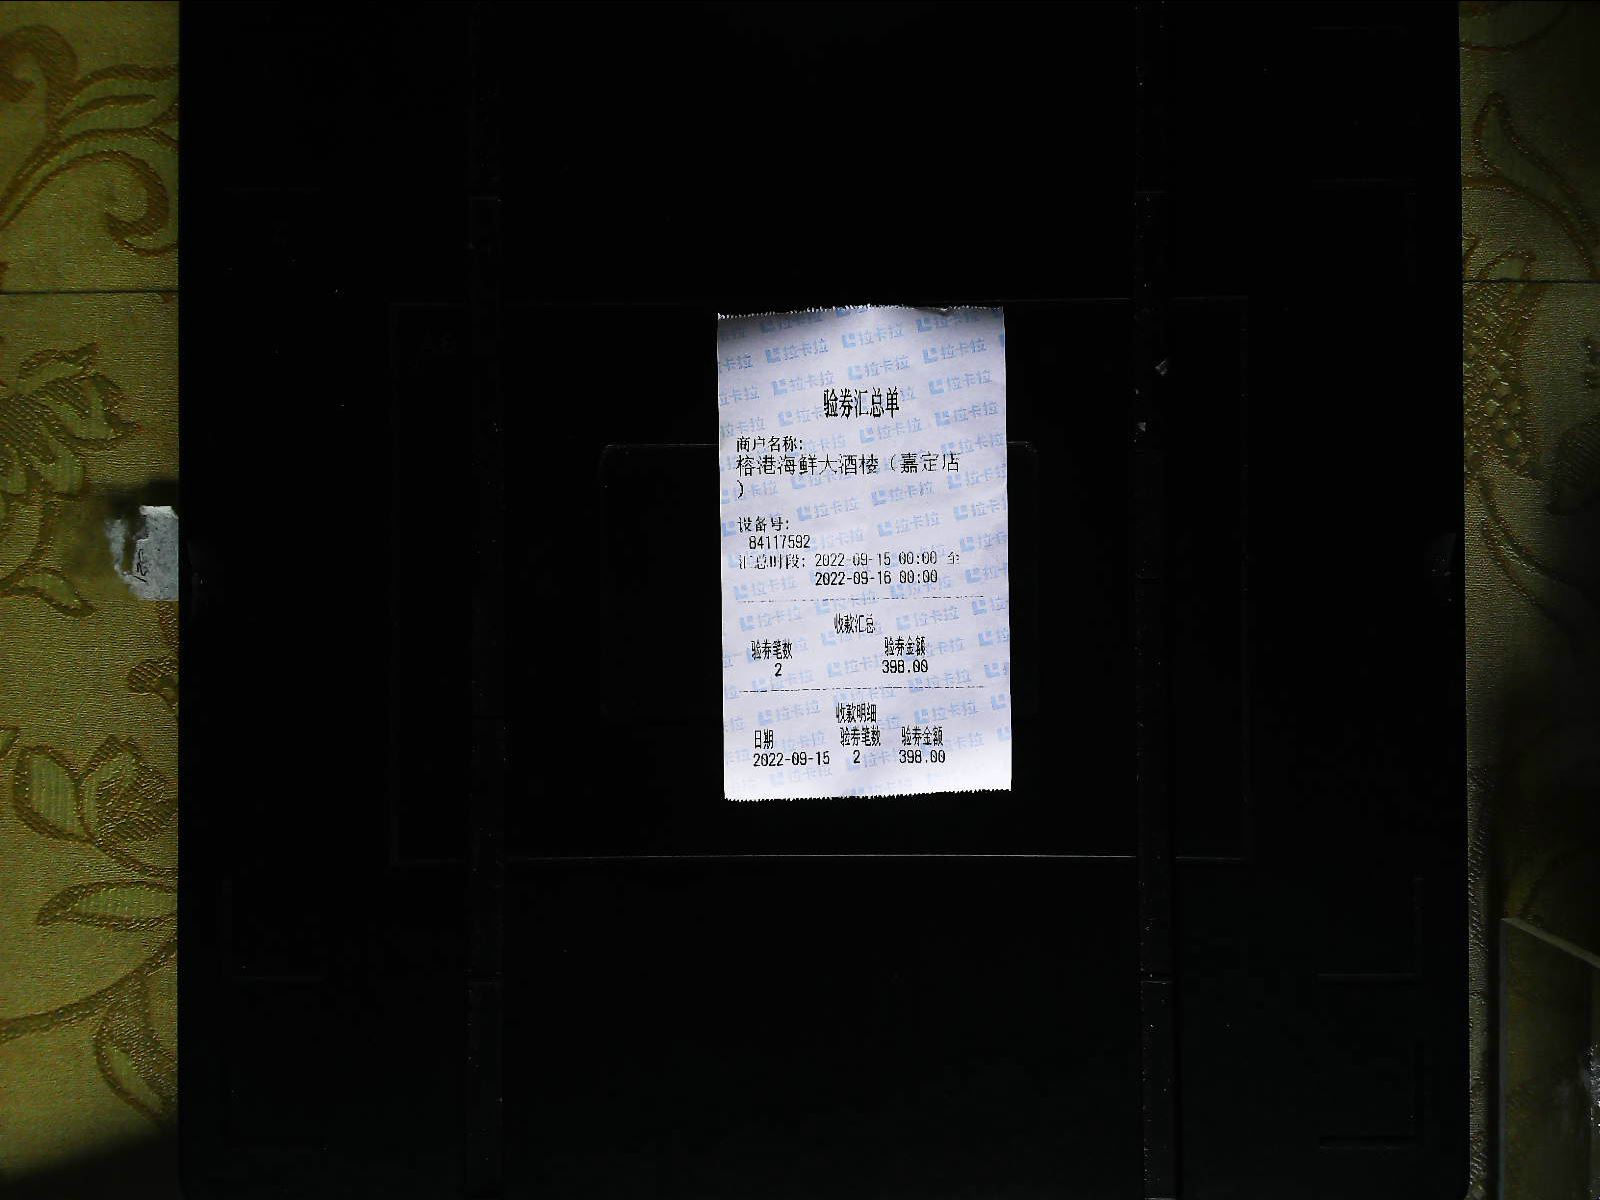 验券汇总单
商户名称:
榕港海鲜大酒楼（嘉定店
）
设备号:
84117592
汇总时段: 2022-09-15 00:00 至
2022-09-16 00:00
收款汇总
验券笔数 验券金额
2 398.00
收款明细
日期 验券笔数 验券金额
2022-09-15 2 398.00
拉卡拉